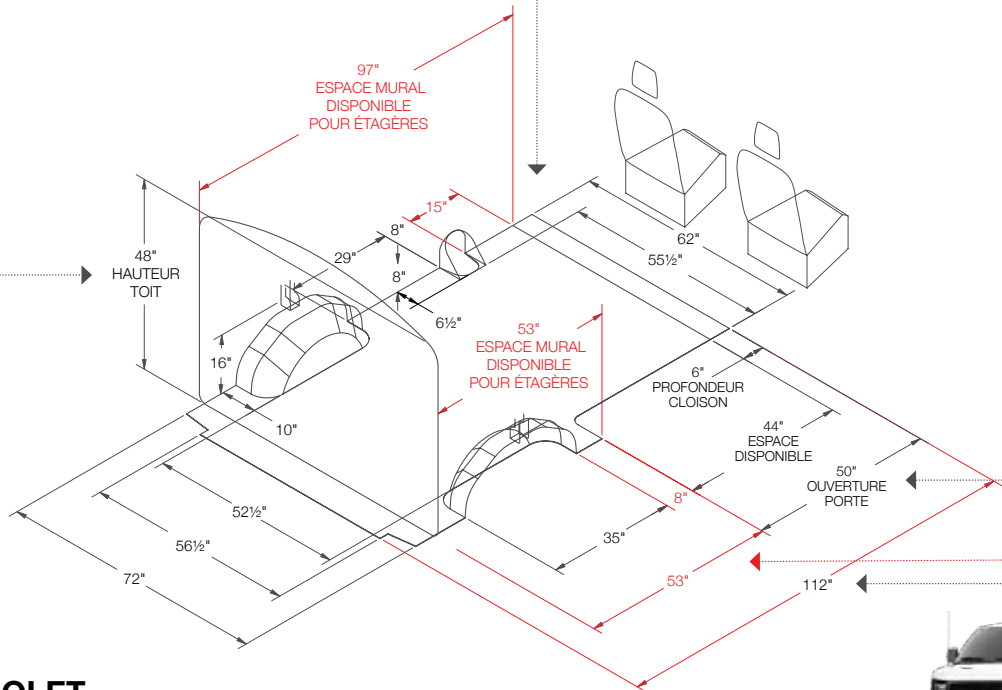 97"
ESPACE MURAL
DISPONIBLE
POUR ÉTAGÈRES
15"
8"
62"
29"
48"
HAUTEUR
TOIT
55½"
8"
6½"
53"
ESPACE MURAL
DISPONIBLE
POUR ÉTAGÈRES
16"
6"
PROFONDEUR
CLOISON
10"
44"
ESPACE
DISPONIBLE
50"
OUVERTURE
PORTE
8"
52½"
35"
56½"
72"
53"
112"